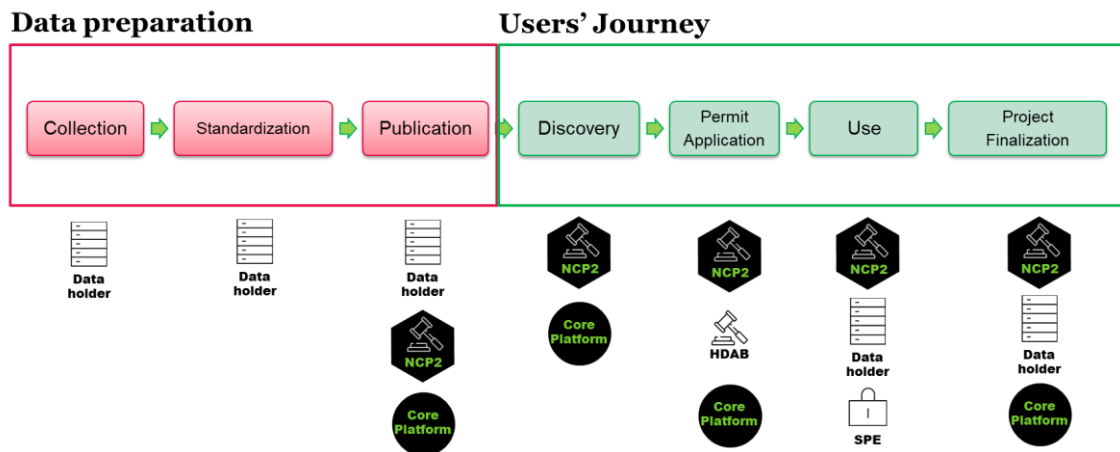 Data preparation
Users’ Journey
Collection
Standardization
Publication
Discovery
Permit
Application
Use
Project
Finalization
Data
holder
Data
holder
Data
holder
NCP2
Core
Platform
NCP2
Core
Platform
NCP2
HDAB
Core
Platform
NCP2
Data
holder
SPE
NCP2
Data
holder
Core
Platform